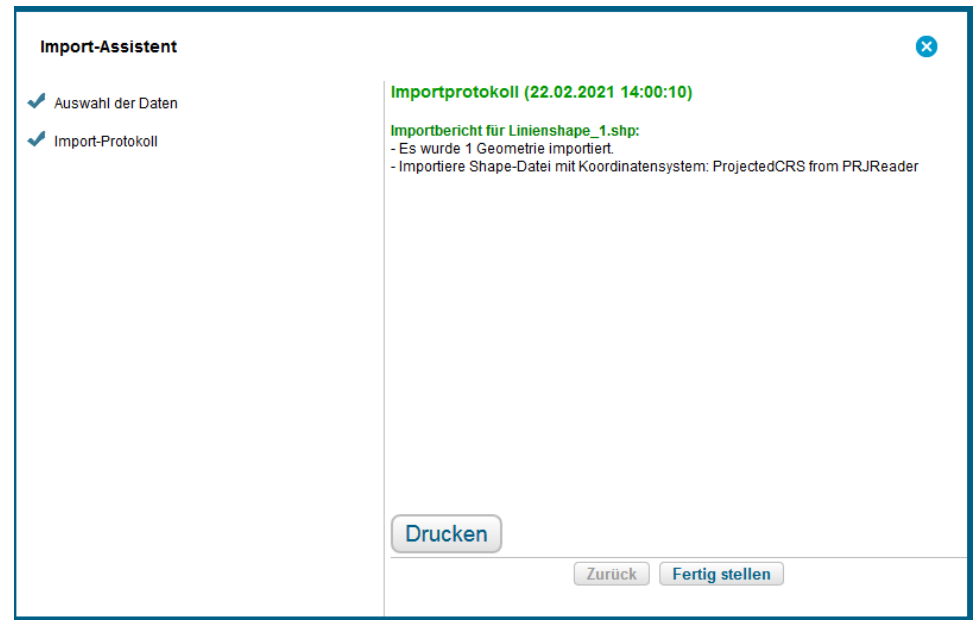 Import-Assistent
Auswahl der Daten
Import-Protokoll
Importprotokoll (22.02.2021 14:00:10)
Importbericht für Linienshape_1.shp:
- Es wurde 1 Geometrie importiert.
- Importiere Shape-Datei mit Koordinatensystem: ProjectedCRS from PRJReader
Drucken
Zurück Fertig stellen